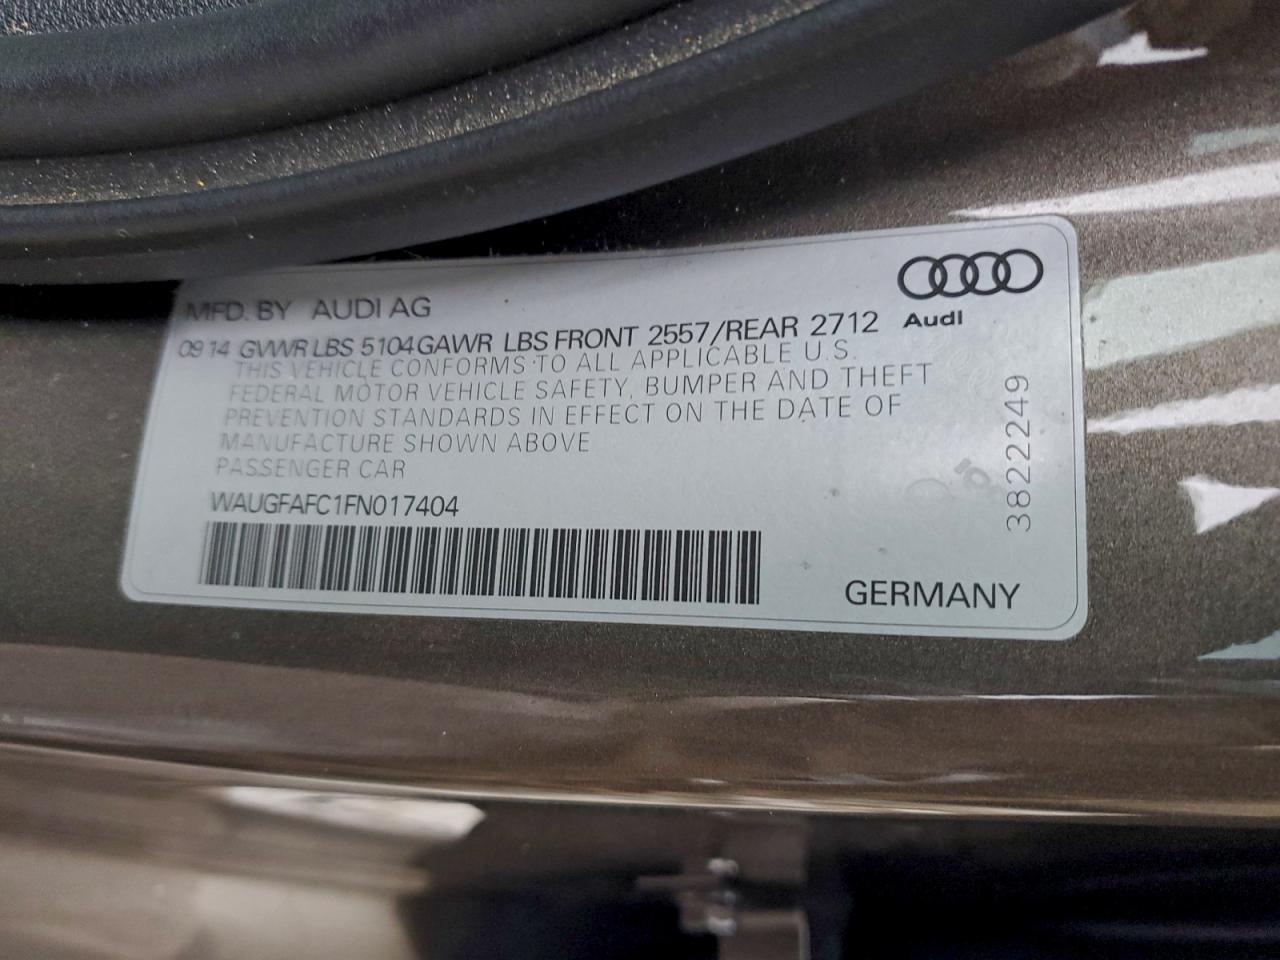 MFD. BY AUDI AG
Audi
09 14 GVWR LBS 5104 GAWR LBS FRONT 2557/REAR 2712
THIS VEHICLE CONFORMS TO ALL APPLICABLE U.S.
FEDERAL MOTOR VEHICLE SAFETY, BUMPER AND THEFT
PREVENTION STANDARDS IN EFFECT ON THE DATE OF
MANUFACTURE SHOWN ABOVE
PASSENGER CAR
WAUGFAFC1FN017404
GERMANY
38222249